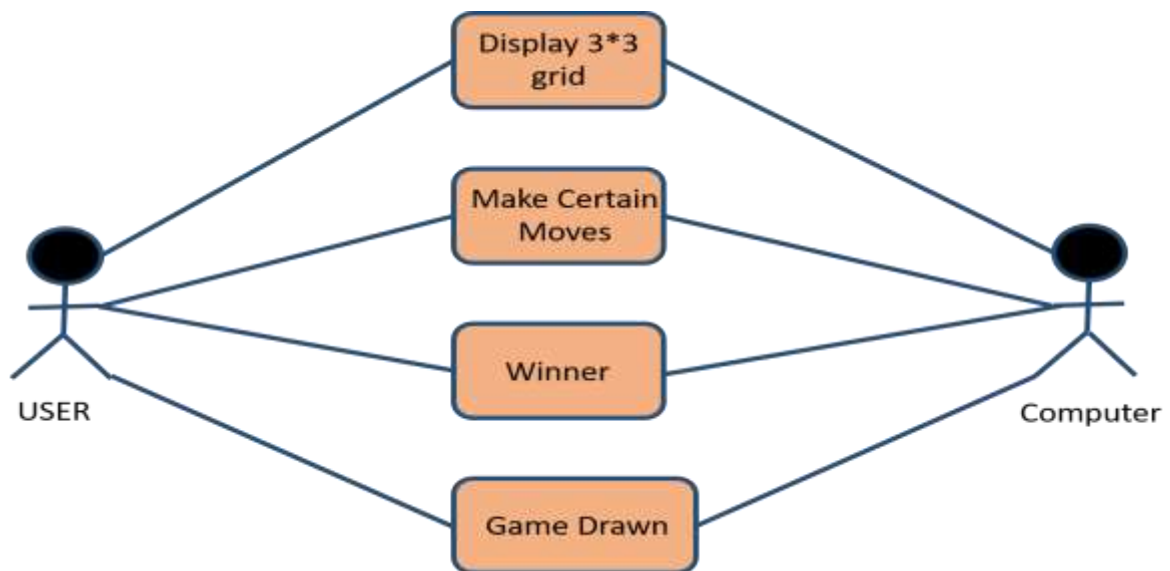 Display 3*3
grid
Make Certain
Moves
Winner
USER
Computer
Game Drawn